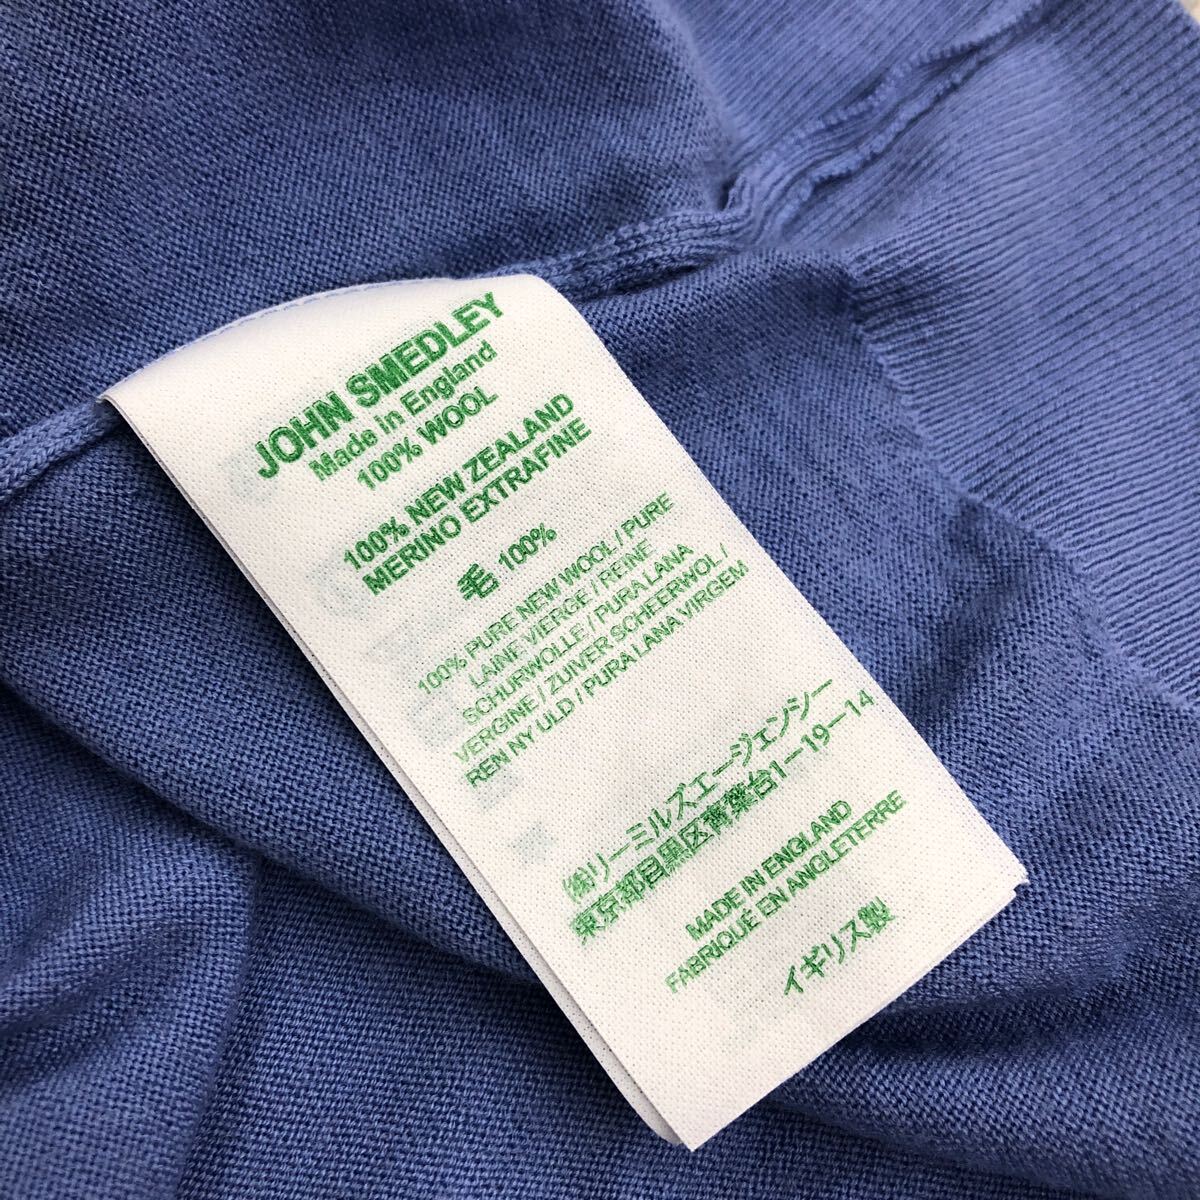 JOHN SMEDLEY
Made in England
100% WOOL
100% NEW ZEALAND
MERINO EXTRAFINE
毛 100%
100% PURE NEW WOOL / PURE
LAINE VIERGE / REINE
SCHURWOLLE / PURA LANA
VERGINE / ZUIVER SCHEERWOL /
REN NY ULD / PURA LANA VIRGEM
㈱リーミルズエージェンシー
東京都目黒区青葉台1-19-14
MADE IN ENGLAND
FABRIQUÉ EN ANGLETERRE
イギリス製